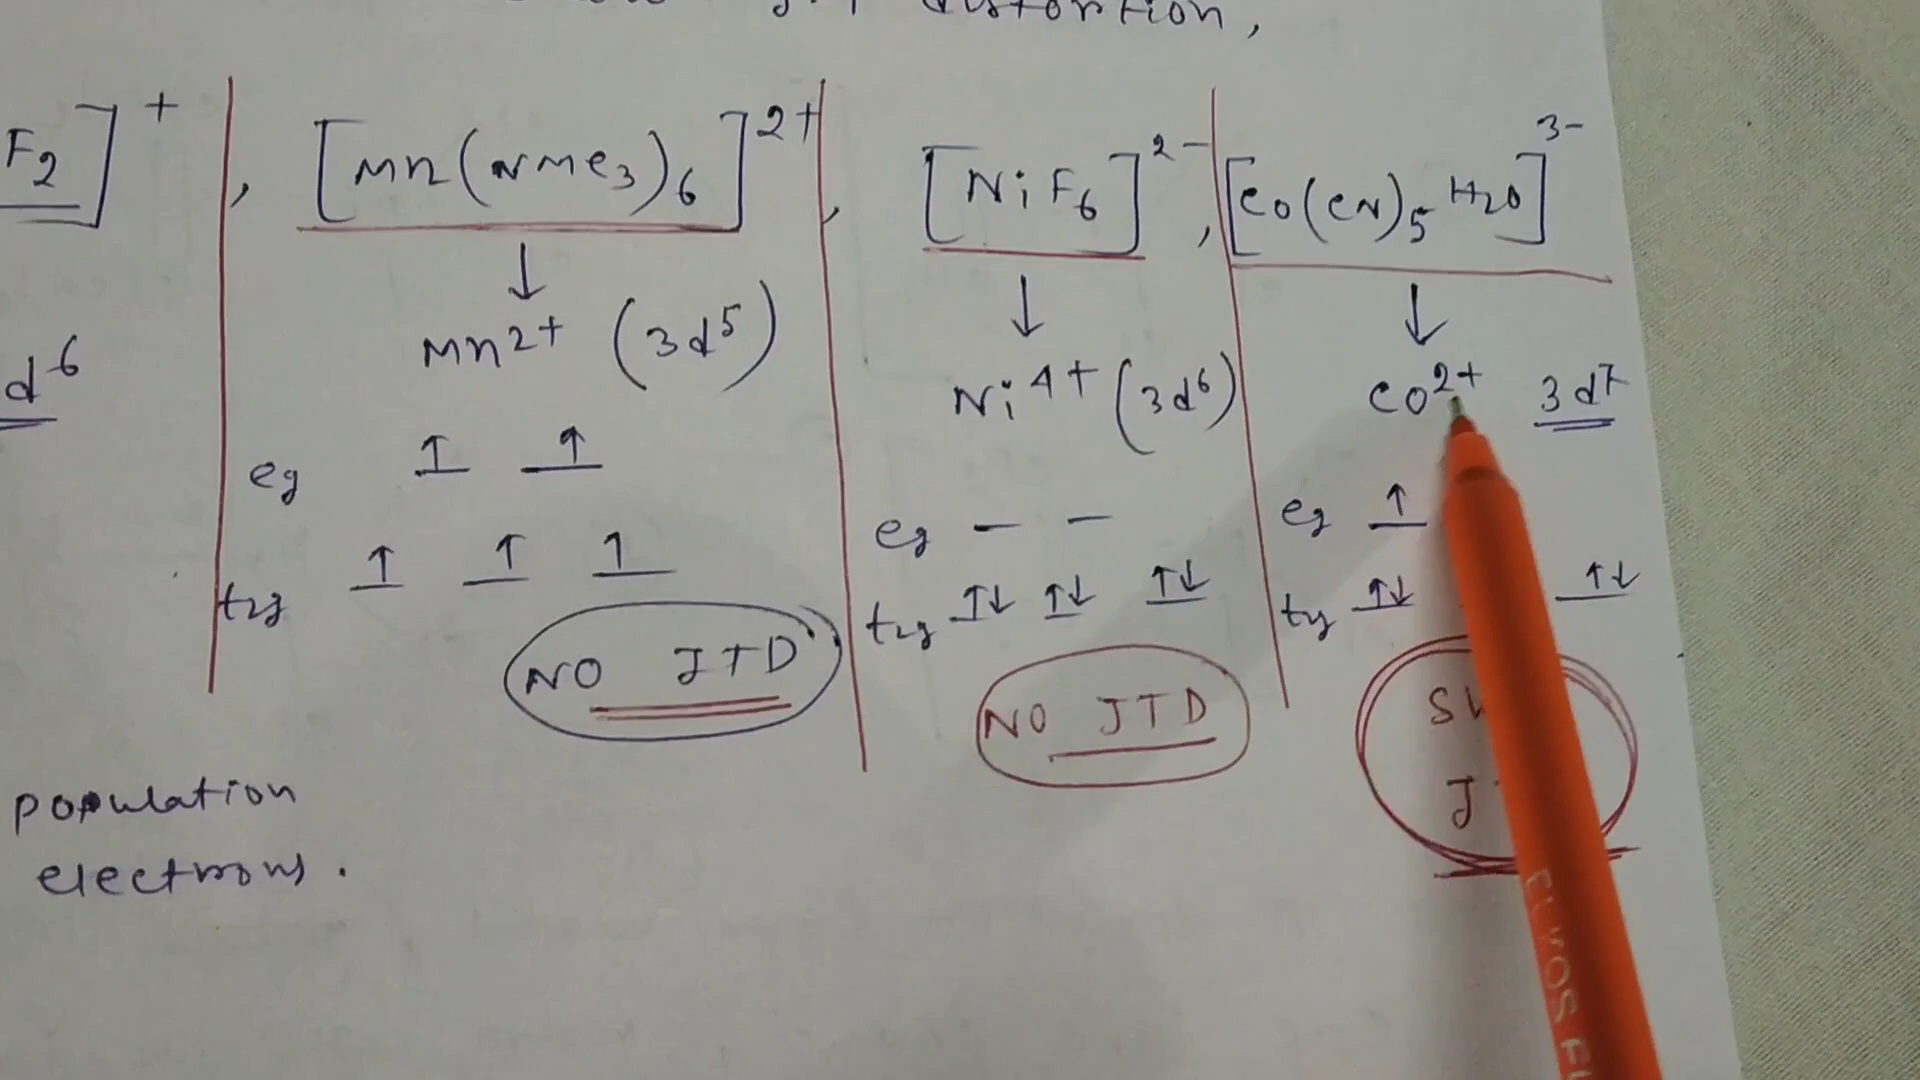 distortion,
F2]+, [Mn(NMe3)6]2+, [NiF6]2-, [Co(CN)5H2O]3-
d6 Mn2+ (3d5) Ni4+ (3d6) Co2+ 3d7
eg ↑ ↑ eg — — eg ↑
t2g ↑ ↑ ↑ t2g ↑↓ ↑↓ ↑↓ t2g ↑↓ ↑↓
NO JTD NO JTD
population
electrons.